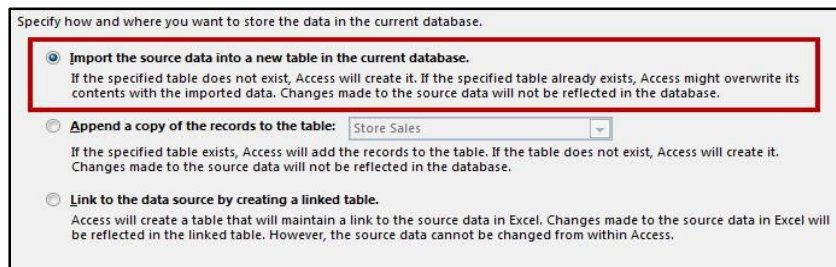 Specify how and where you want to store the data in the current database.
Import the source data into a new table in the current database.
If the specified table does not exist, Access will create it. If the specified table already exists, Access might overwrite its
contents with the imported data. Changes made to the source data will not be reflected in the database.
Append a copy of the records to the table: Store Sales
If the specified table exists, Access will add the records to the table. If the table does not exist, Access will create it.
Changes made to the source data will not be reflected in the database.
Link to the data source by creating a linked table.
Access will create a table that will maintain a link to the source data in Excel. Changes made to the source data in Excel will
be reflected in the linked table. However, the source data cannot be changed from within Access.